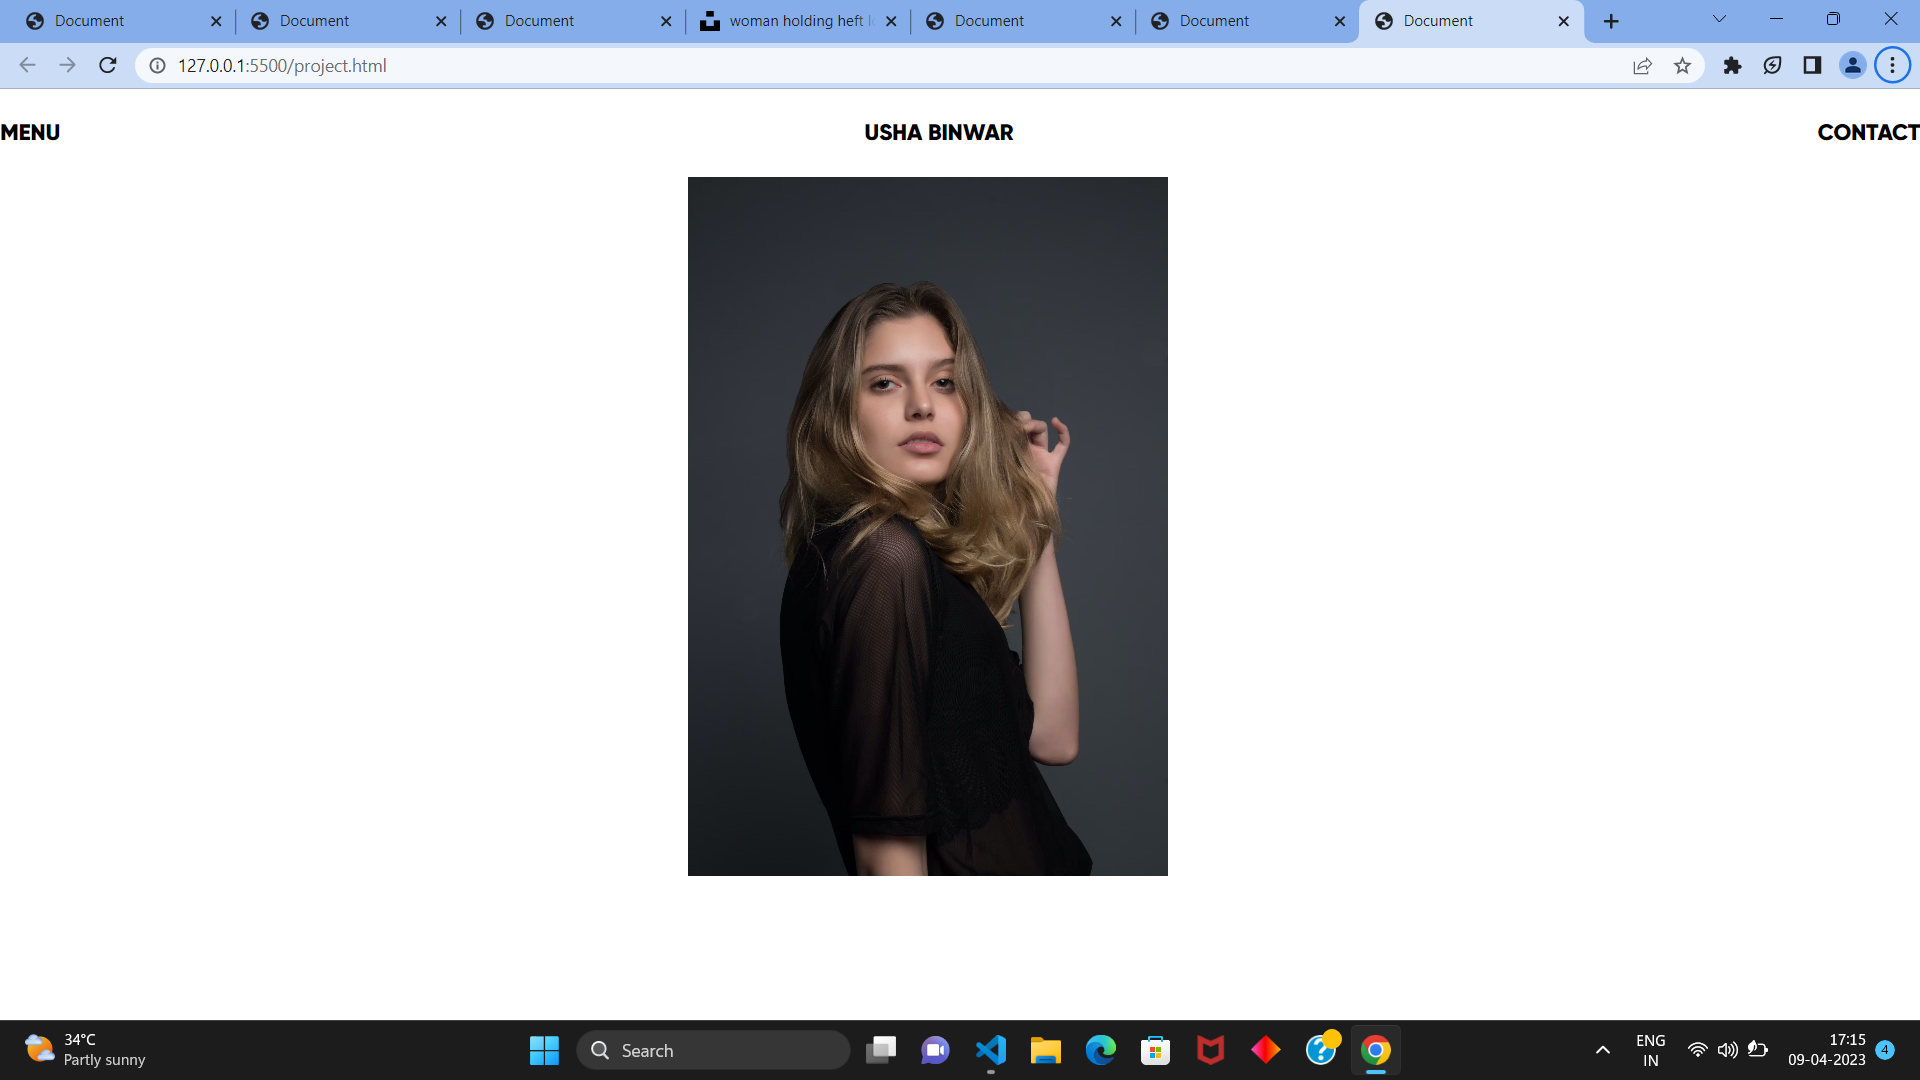 Document
Document
Document
woman holding heft
Document
Document
Document
127.0.0.1:5500/project.html
MENU
USHA BINWAR
CONTACT
34°C
Partly sunny
Search
ENG
IN
17:15
09-04-2023
4